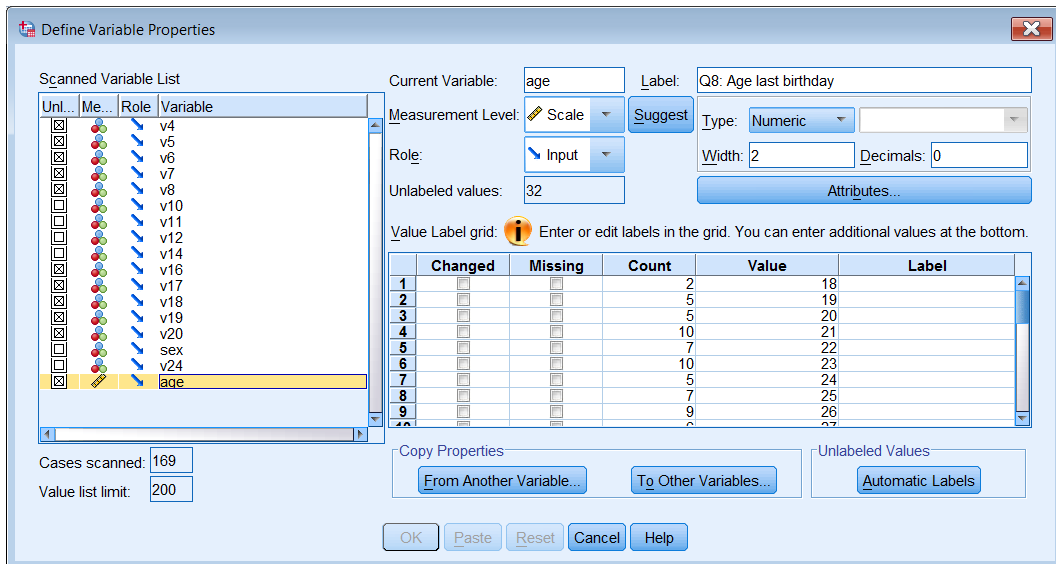 Define Variable Properties
Scanned Variable List
Unl... Me... Role Variable
v4
v5
v6
v7
v8
v10
v11
v12
v14
v16
v17
v18
v19
v20
sex
v24
age
Cases scanned: 169
Value list limit: 200
Current Variable: age Label: Q8: Age last birthday
Measurement Level: Scale Suggest Type: Numeric
Role: Input Width: 2 Decimals: 0
Unlabeled values: 32 Attributes...
Value Label grid: i Enter or edit labels in the grid. You can enter additional values at the bottom.
Changed Missing Count Value Label
1 2 18
2 5 19
3 5 20
4 10 21
5 7 22
6 10 23
7 5 24
8 7 25
9 9 26
Copy Properties
From Another Variable... To Other Variables...
Unlabeled Values
Automatic Labels
OK Paste Reset Cancel Help